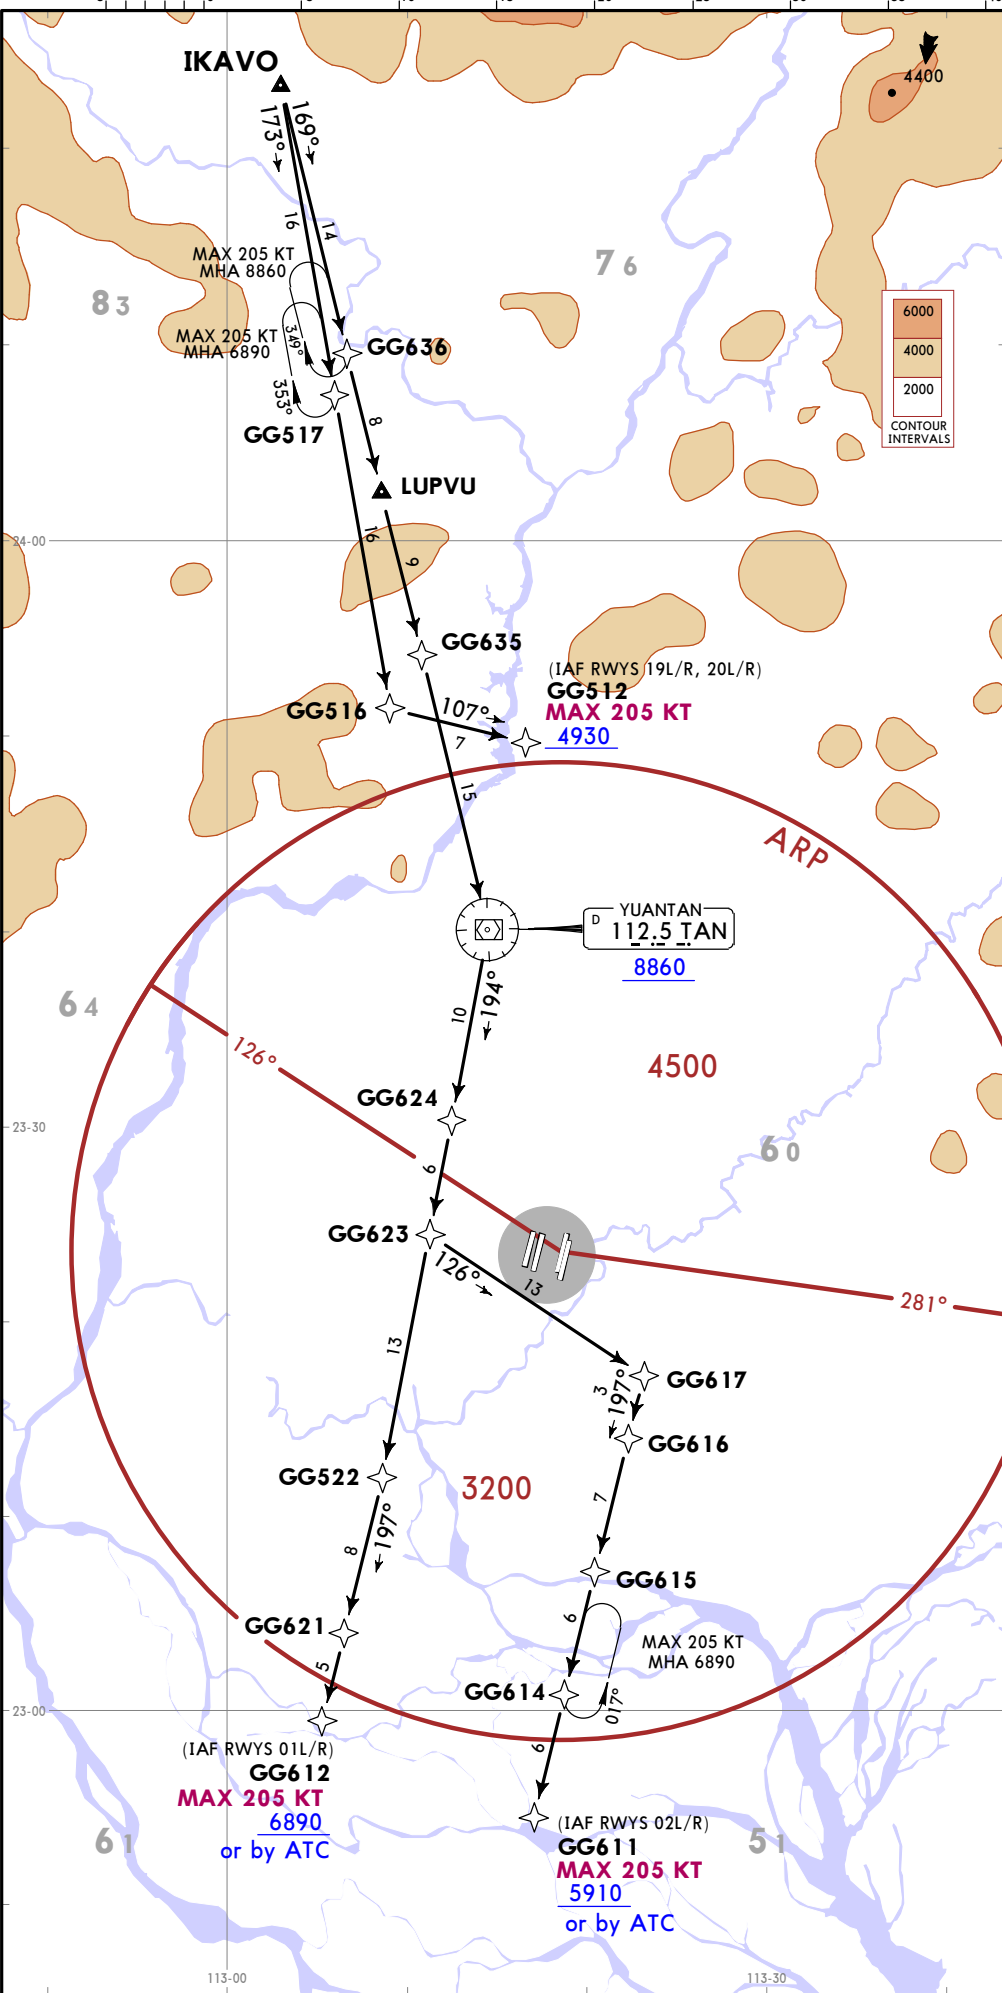 IKAVO
4400
173°
169°
16
14
MAX 205 KT
MHA 8860
76
83
6000
4000
2000
CONTOUR
INTERVALS
MAX 205 KT
MHA 6890
349°
GG636
353°
8
GG517
LUPVU
16
24-00
9
GG635
(IAF RWYS 19L/R, 20L/R)
GG512
MAX 205 KT
4930
GG516
107°
7
15
ARP
YUANTAN
D
112.5 TAN
8860
64
194°
10
126°
4500
GG624
23-30
60
6
GG623
126°
13
281°
13
GG617
3
197°
GG616
GG522
3200
7
197°
8
GG615
GG621
6
MAX 205 KT
MHA 6890
5
GG614
017°
23-00
6
(IAF RWYS 01L/R)
GG612
MAX 205 KT
6890
or by ATC
61
(IAF RWYS 02L/R)
GG611
MAX 205 KT
5910
or by ATC
51
113-00
113-30